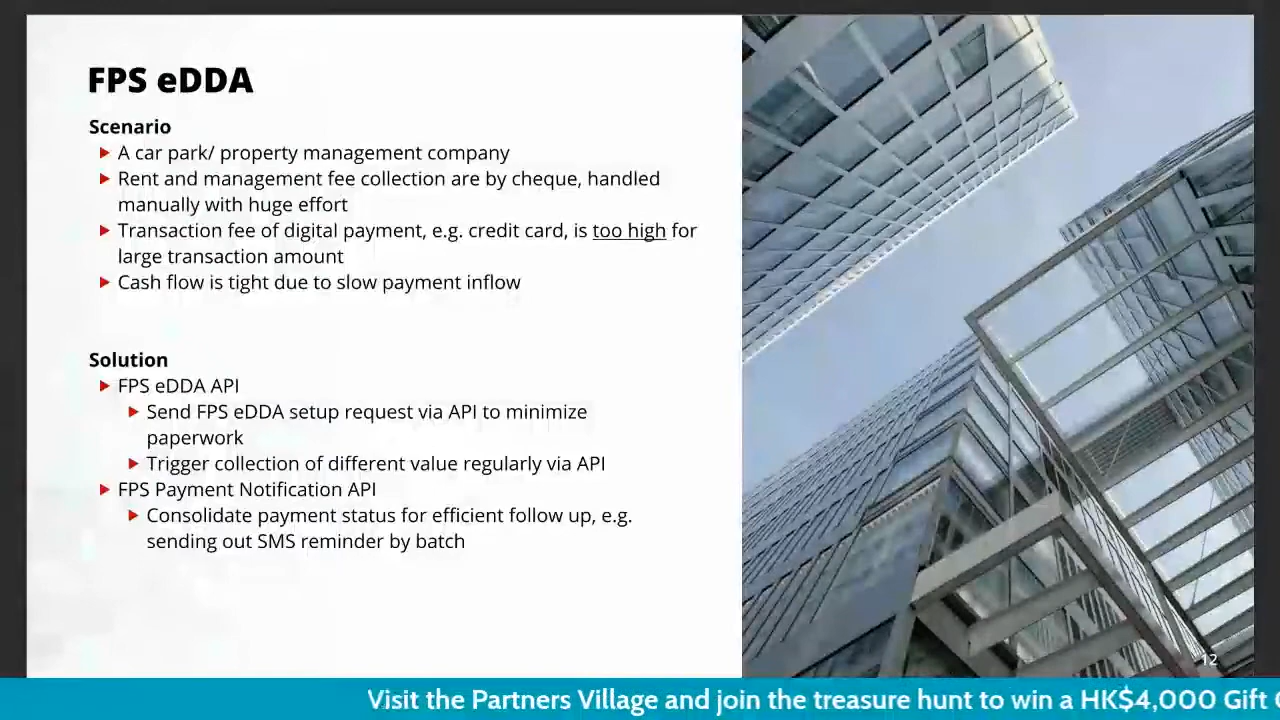 FPS eDDA
Scenario
A car park/ property management company
Rent and management fee collection are by cheque, handled
manually with huge effort
Transaction fee of digital payment, e.g. credit card, is too high for
large transaction amount
Cash flow is tight due to slow payment inflow
Solution
FPS eDDA API
Send FPS eDDA setup request via API to minimize
paperwork
Trigger collection of different value regularly via API
FPS Payment Notification API
Consolidate payment status for efficient follow up, e.g.
sending out SMS reminder by batch
12
Visit the Partners Village and join the treasure hunt to win a HK$4,000 Gift